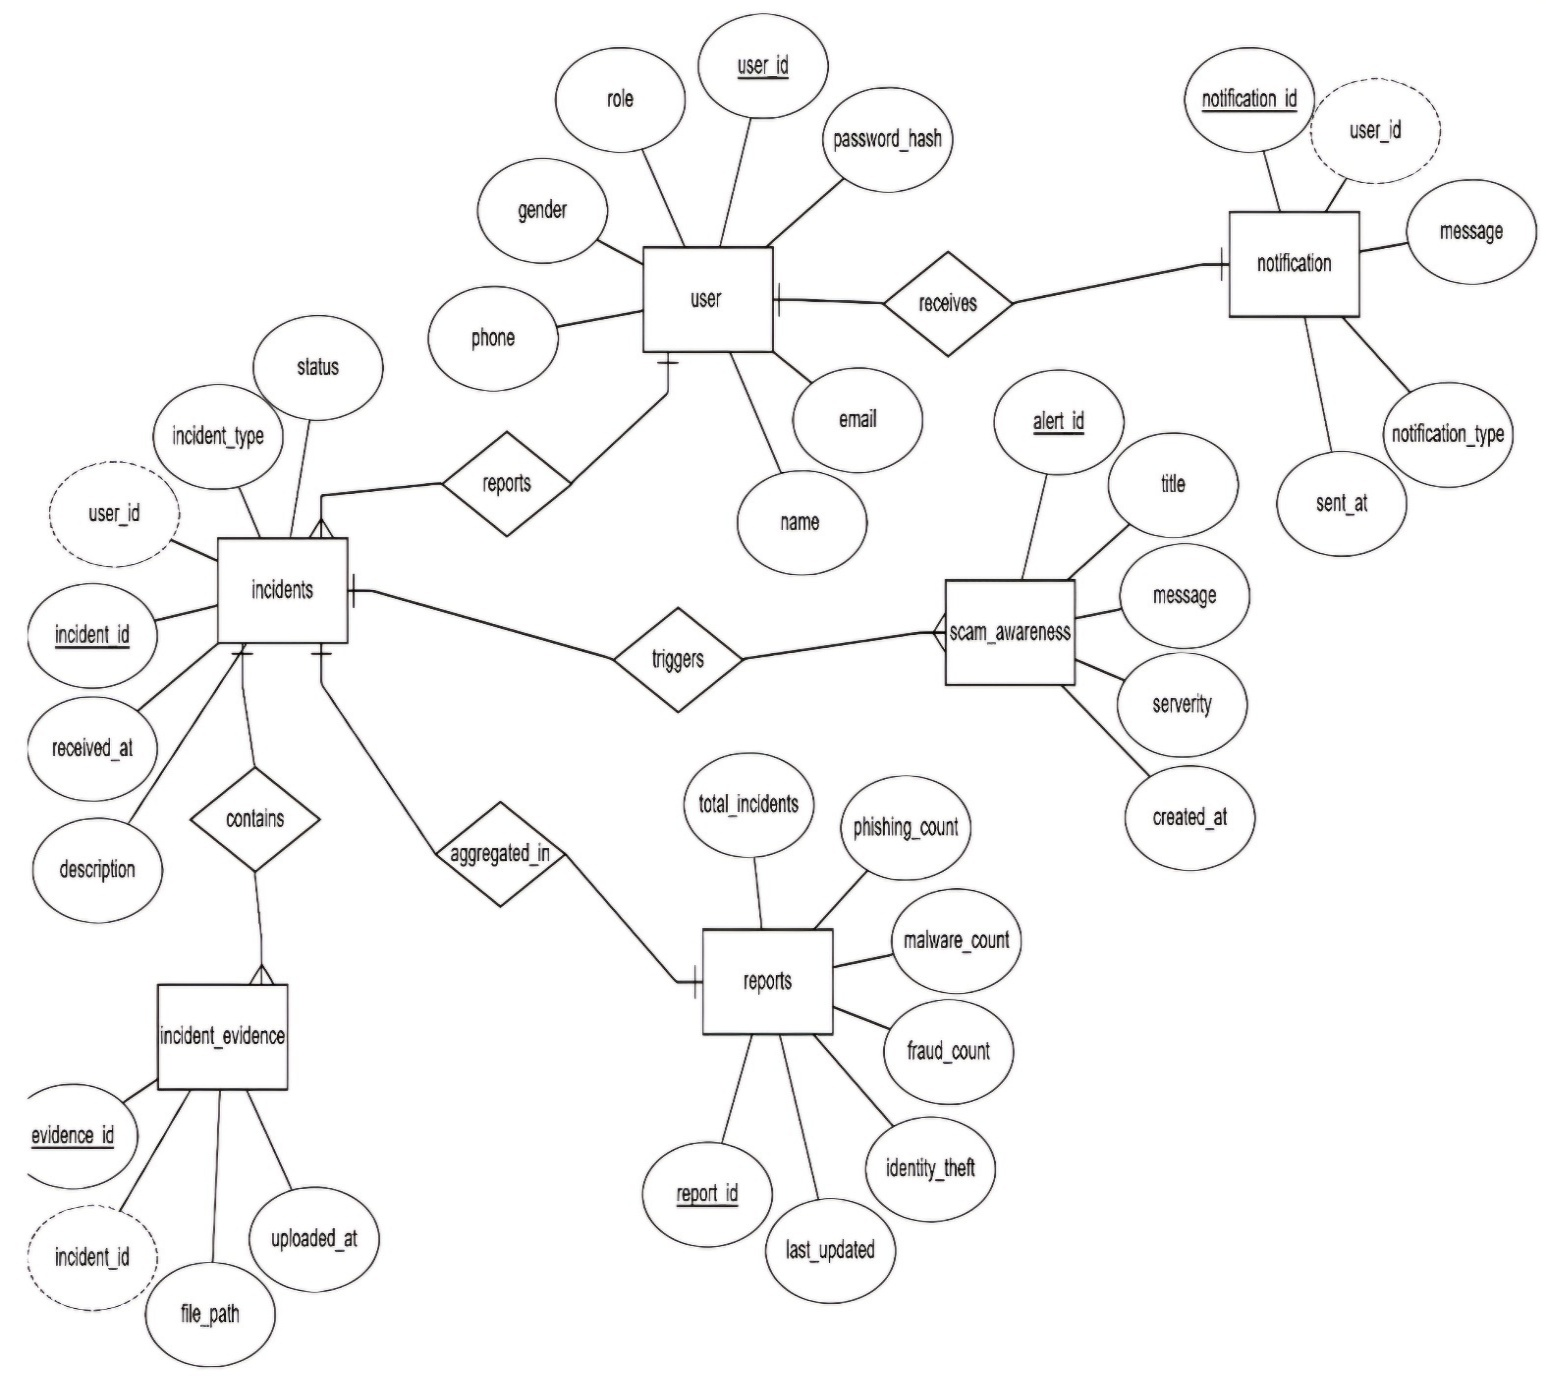 user_id
role
password_hash
gender
user
phone
email
name
receives
notification_id
user_id
message
notification
notification_type
sent_at
status
incident_type
user_id
incidents
incident_id
received_at
description
reports
triggers
alert_id
title
message
scam_awareness
serverity
created_at
contains
aggregated_in
total_incidents
phishing_count
malware_count
reports
fraud_count
identity_theft
report_id
last_updated
incident_evidence
evidence_id
incident_id
file_path
uploaded_at